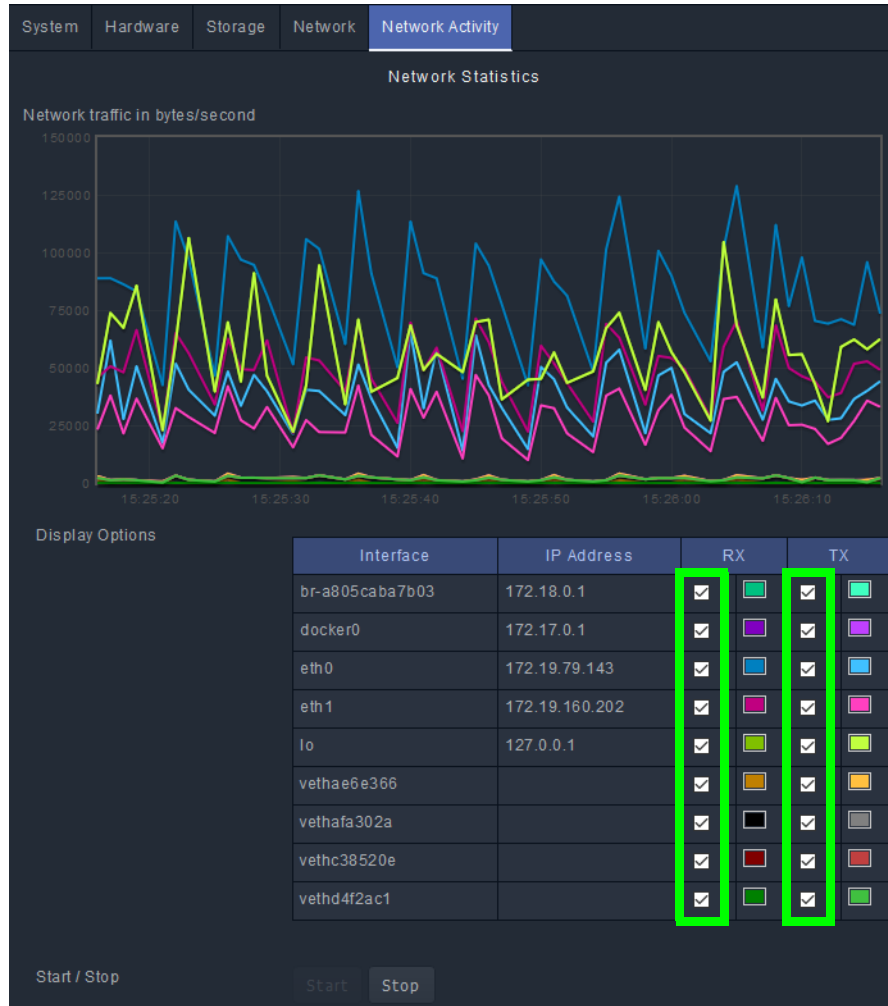 System Hardware Storage Network Network Activity
Network Statistics
Network traffic in bytes/second
150000
125000
100000
75000
50000
25000
0
15:25:20 15:25:30 15:25:40 15:25:50 15:26:00 15:26:10
Display Options
Interface IP Address RX TX
br-a805caba7b03 172.18.0.1
docker0 172.17.0.1
eth0 172.19.79.143
eth1 172.19.160.202
lo 127.0.0.1
vethae6e366
vethafa302a
vethc38520e
vethd4f2ac1
Start / Stop Start Stop